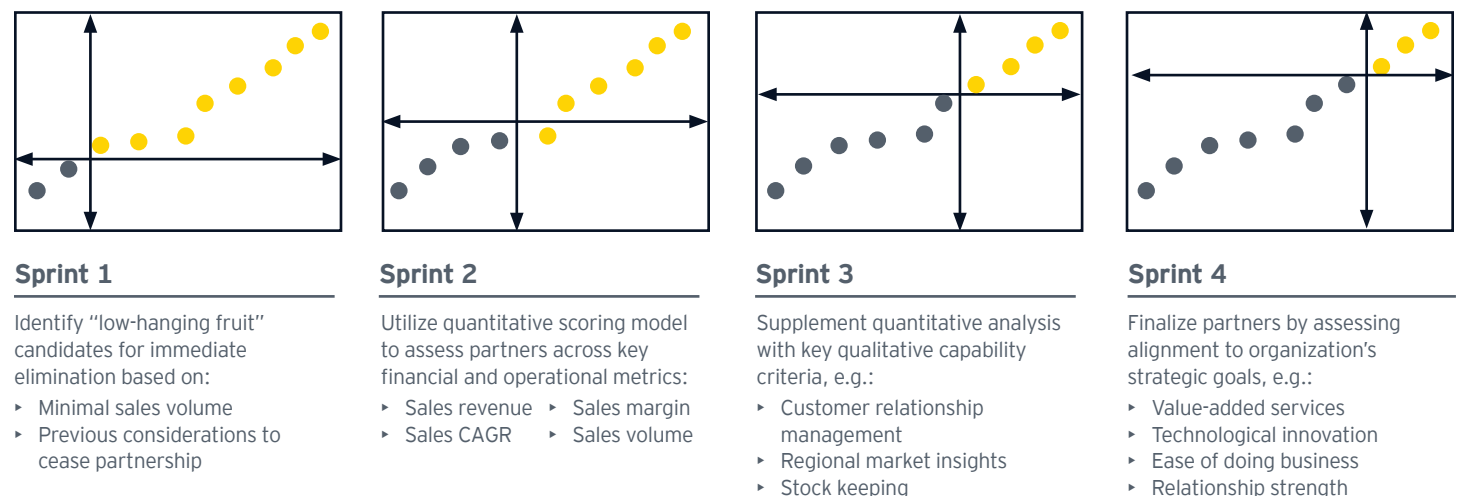 Sprint 1
Identify “low-hanging fruit”
candidates for immediate
elimination based on:
‣ Minimal sales volume
‣ Previous considerations to
cease partnership
Sprint 2
Utilize quantitative scoring model
to assess partners across key
financial and operational metrics:
‣ Sales revenue ‣ Sales margin
‣ Sales CAGR ‣ Sales volume
Sprint 3
Supplement quantitative analysis
with key qualitative capability
criteria, e.g.:
‣ Customer relationship
management
‣ Regional market insights
‣ Stock keeping
Sprint 4
Finalize partners by assessing
alignment to organization’s
strategic goals, e.g.:
‣ Value-added services
‣ Technological innovation
‣ Ease of doing business
‣ Relationship strength